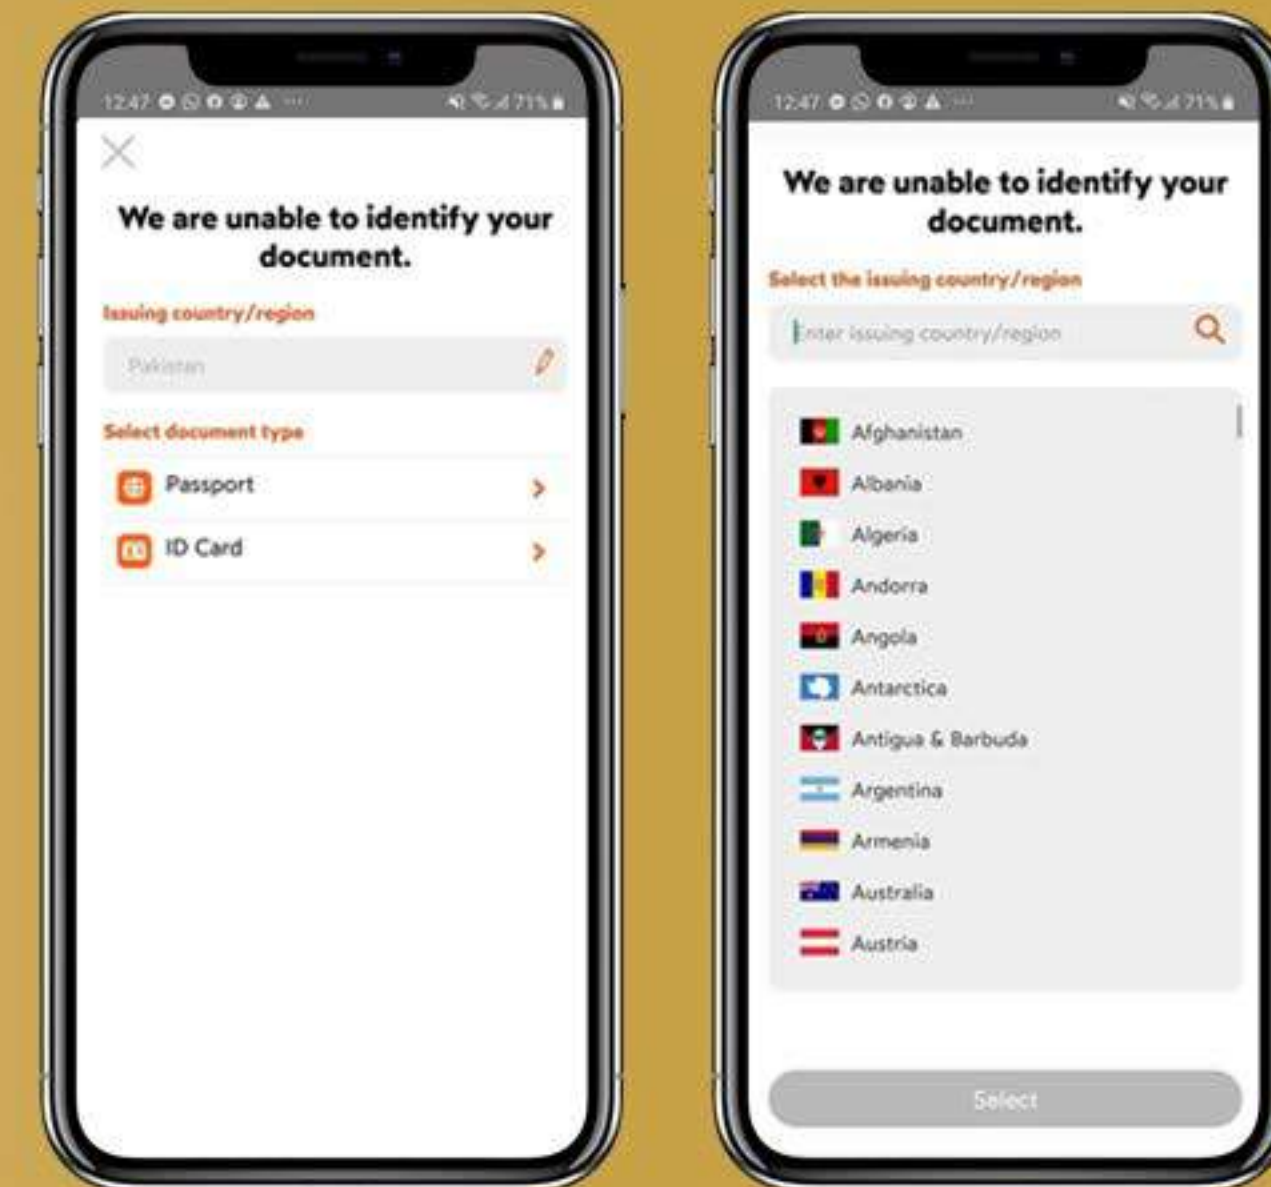 12:47 71%
We are unable to identify your
document.
Issuing country/region
Pakistan
Select document type
Passport
ID Card
12:47 71%
We are unable to identify your
document.
Select the issuing country/region
Enter issuing country/region
Afghanistan
Albania
Algeria
Andorra
Angola
Antarctica
Antigua & Barbuda
Argentina
Armenia
Australia
Austria
Select